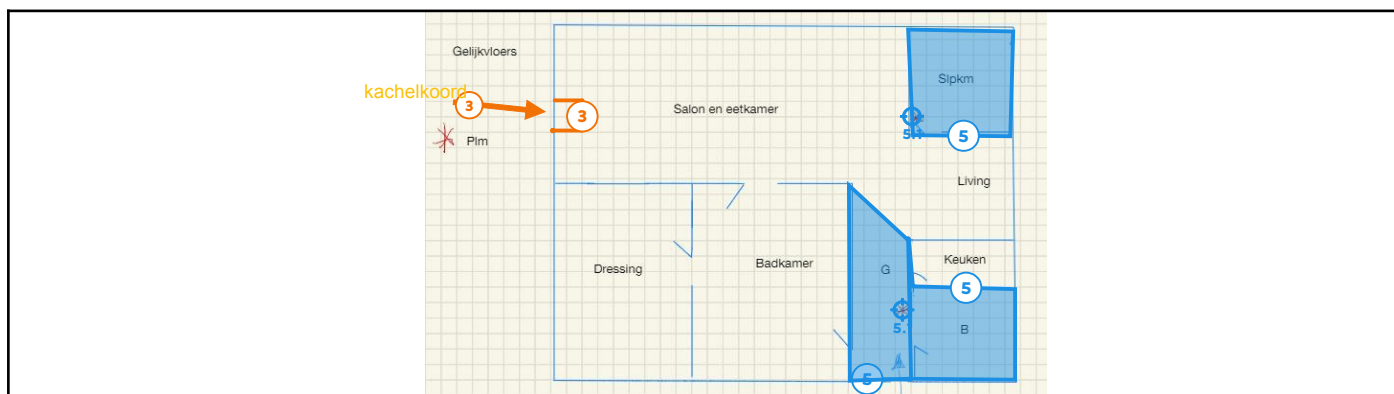 Gelijkvloers
Slpkm
kachelkoord
3
3
Salon en eetkamer
Plm
5
Living
Keuken
Badkamer
Dressing
G
5
B
5